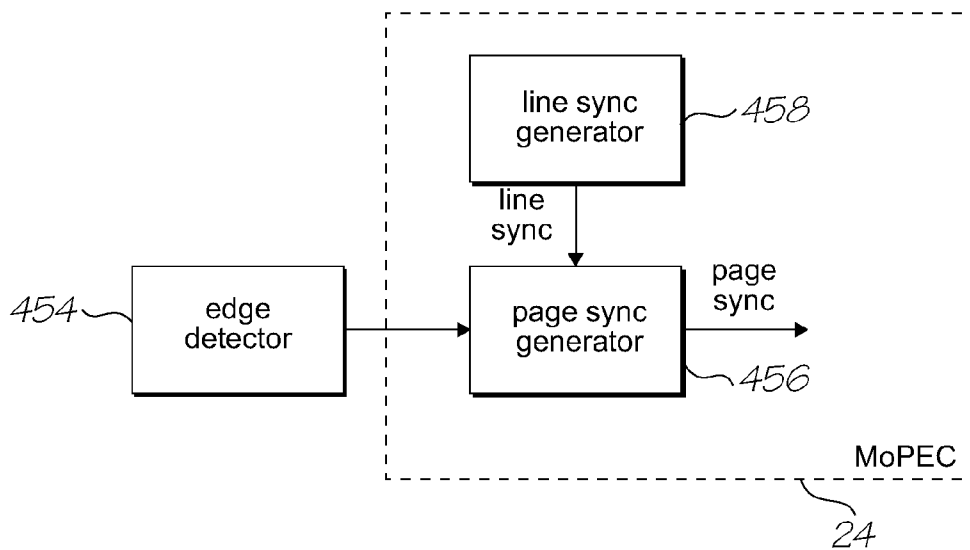 line sync
generator
458
line
sync
454
edge
detector
page sync
generator
page
sync
456
MoPEC
24